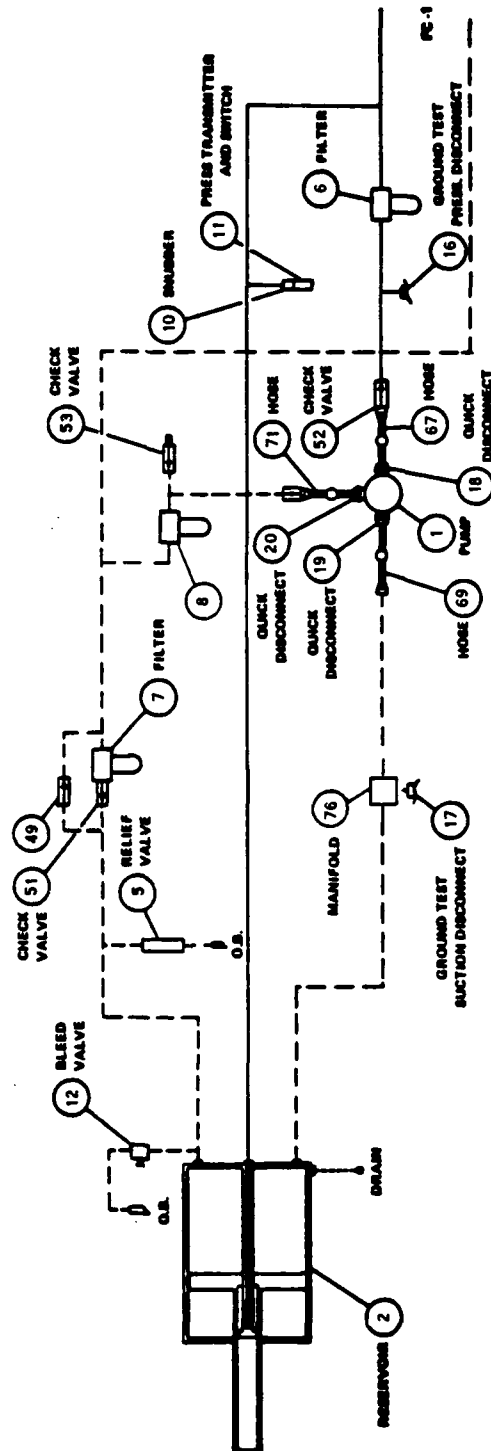 CHECK
VALVE
53
10
SNUBBER
11
PRESS TRANSMITTER
AND SWITCH
49
CHECK
VALVE
51
7
FILTER
8
12
BLEED
VALVE
O.B.
5
RELIEF
VALVE
O.B.
71
HOSE
CHECK
VALVE
52
6
FILTER
FC-1
20
QUICK
DISCONNECT
19
QUICK
DISCONNECT
67
HOSE
16
GROUND TEST
PRESS. DISCONNECT
MANIFOLD
76
69
HOSE
1
PUMP
18
QUICK
DISCONNECT
17
GROUND TEST
SUCTION DISCONNECT
DRAIN
RESERVOIR
2